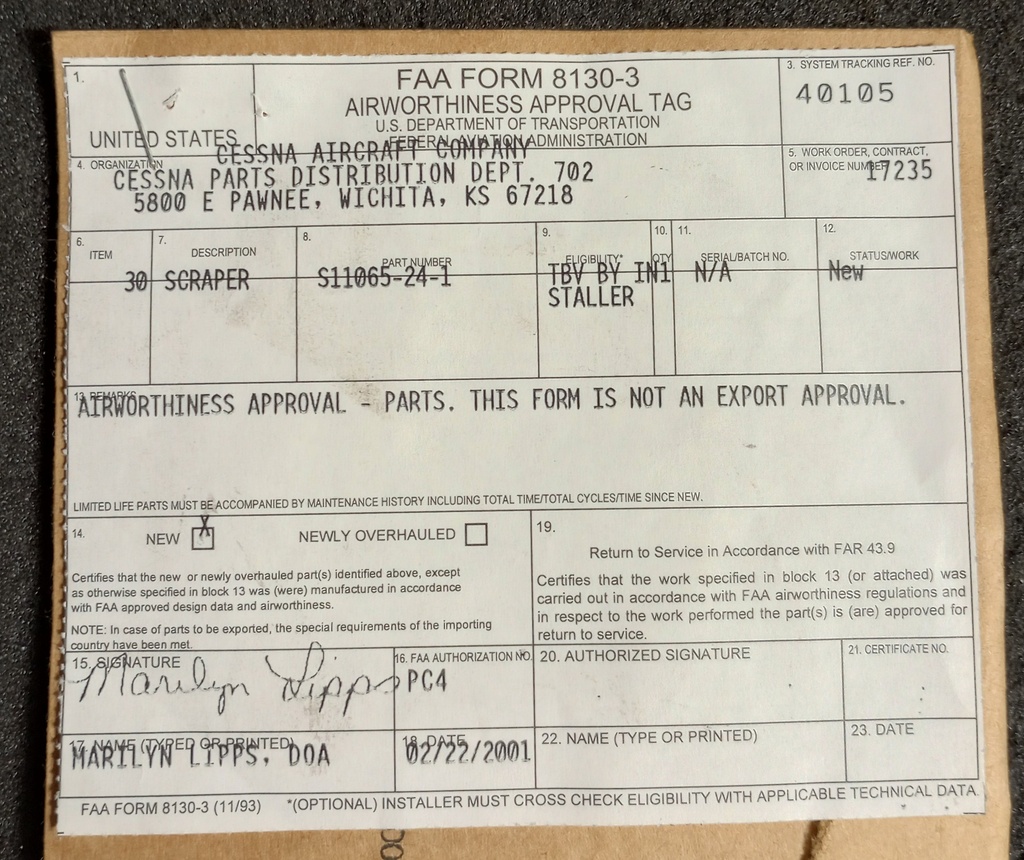 1.
UNITED STATES
FAA FORM 8130-3
AIRWORTHINESS APPROVAL TAG
U.S. DEPARTMENT OF TRANSPORTATION
FEDERAL AVIATION ADMINISTRATION
3. SYSTEM TRACKING REF. NO.
40105
4. ORGANIZATION
CESSNA AIRCRAFT COMPANY
CESSNA PARTS DISTRIBUTION DEPT. 702
5800 E PAWNEE, WICHITA, KS 67218
5. WORK ORDER, CONTRACT,
OR INVOICE NUMBER
17235
6.
ITEM
30
7.
DESCRIPTION
SCRAPER
8.
PART NUMBER
S11065-24-1
9.
ELIGIBILITY*
TBV BY IN
STALLER
10.
QTY
1
11.
SERIAL/BATCH NO.
N/A
12.
STATUS/WORK
New
13. REMARKS
AIRWORTHINESS APPROVAL - PARTS. THIS FORM IS NOT AN EXPORT APPROVAL.
LIMITED LIFE PARTS MUST BE ACCOMPANIED BY MAINTENANCE HISTORY INCLUDING TOTAL TIME/TOTAL CYCLES/TIME SINCE NEW.
14.
NEW X NEWLY OVERHAULED
Certifies that the new or newly overhauled part(s) identified above, except
as otherwise specified in block 13 was (were) manufactured in accordance
with FAA approved design data and airworthiness.
NOTE: In case of parts to be exported, the special requirements of the importing
country have been met.
19.
Return to Service in Accordance with FAR 43.9
Certifies that the work specified in block 13 (or attached) was
carried out in accordance with FAA airworthiness regulations and
in respect to the work performed the part(s) is (are) approved for
return to service.
15. SIGNATURE
Marilyn Lipps
16. FAA AUTHORIZATION NO.
PC4
20. AUTHORIZED SIGNATURE
21. CERTIFICATE NO.
17. NAME (TYPED OR PRINTED)
MARILYN LIPPS, DOA
18. DATE
02/22/2001
22. NAME (TYPE OR PRINTED)
23. DATE
FAA FORM 8130-3 (11/93) *(OPTIONAL) INSTALLER MUST CROSS CHECK ELIGIBILITY WITH APPLICABLE TECHNICAL DATA.